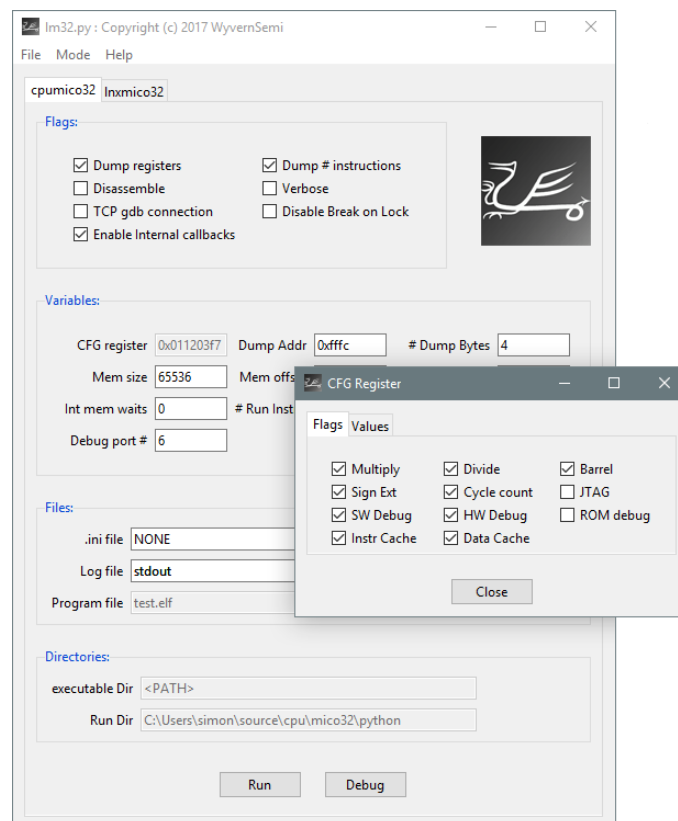 lm32.py : Copyright (c) 2017 WyvernSemi
File Mode Help
cpumico32 lnxmico32
Flags:
Dump registers Dump # instructions
Disassemble Verbose
TCP gdb connection Disable Break on Lock
Enable Internal callbacks
Variables:
CFG register 0x011203f7 Dump Addr 0xfffc # Dump Bytes 4
Mem size 65536 Mem offs
Int mem waits 0 # Run Inst
Debug port # 6
CFG Register
Flags Values
Multiply Divide Barrel
Sign Ext Cycle count JTAG
SW Debug HW Debug ROM debug
Instr Cache Data Cache
Close
Files:
.ini file NONE
Log file stdout
Program file test.elf
Directories:
executable Dir <PATH>
Run Dir C:\Users\simon\source\cpu\mico32\python
Run Debug